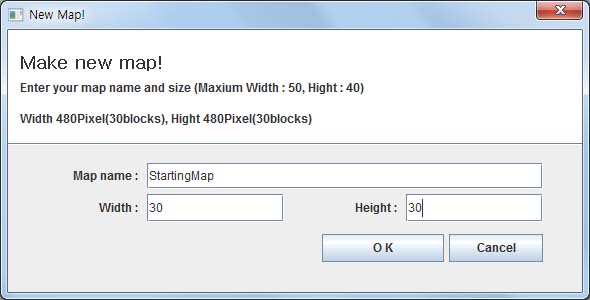 New Map!
Make new map!
Enter your map name and size (Maxium Width : 50, Hight : 40)
Width 480Pixel(30blocks), Hight 480Pixel(30blocks)
Map name : StartingMap
Width : 30 Height : 30
O K Cancel